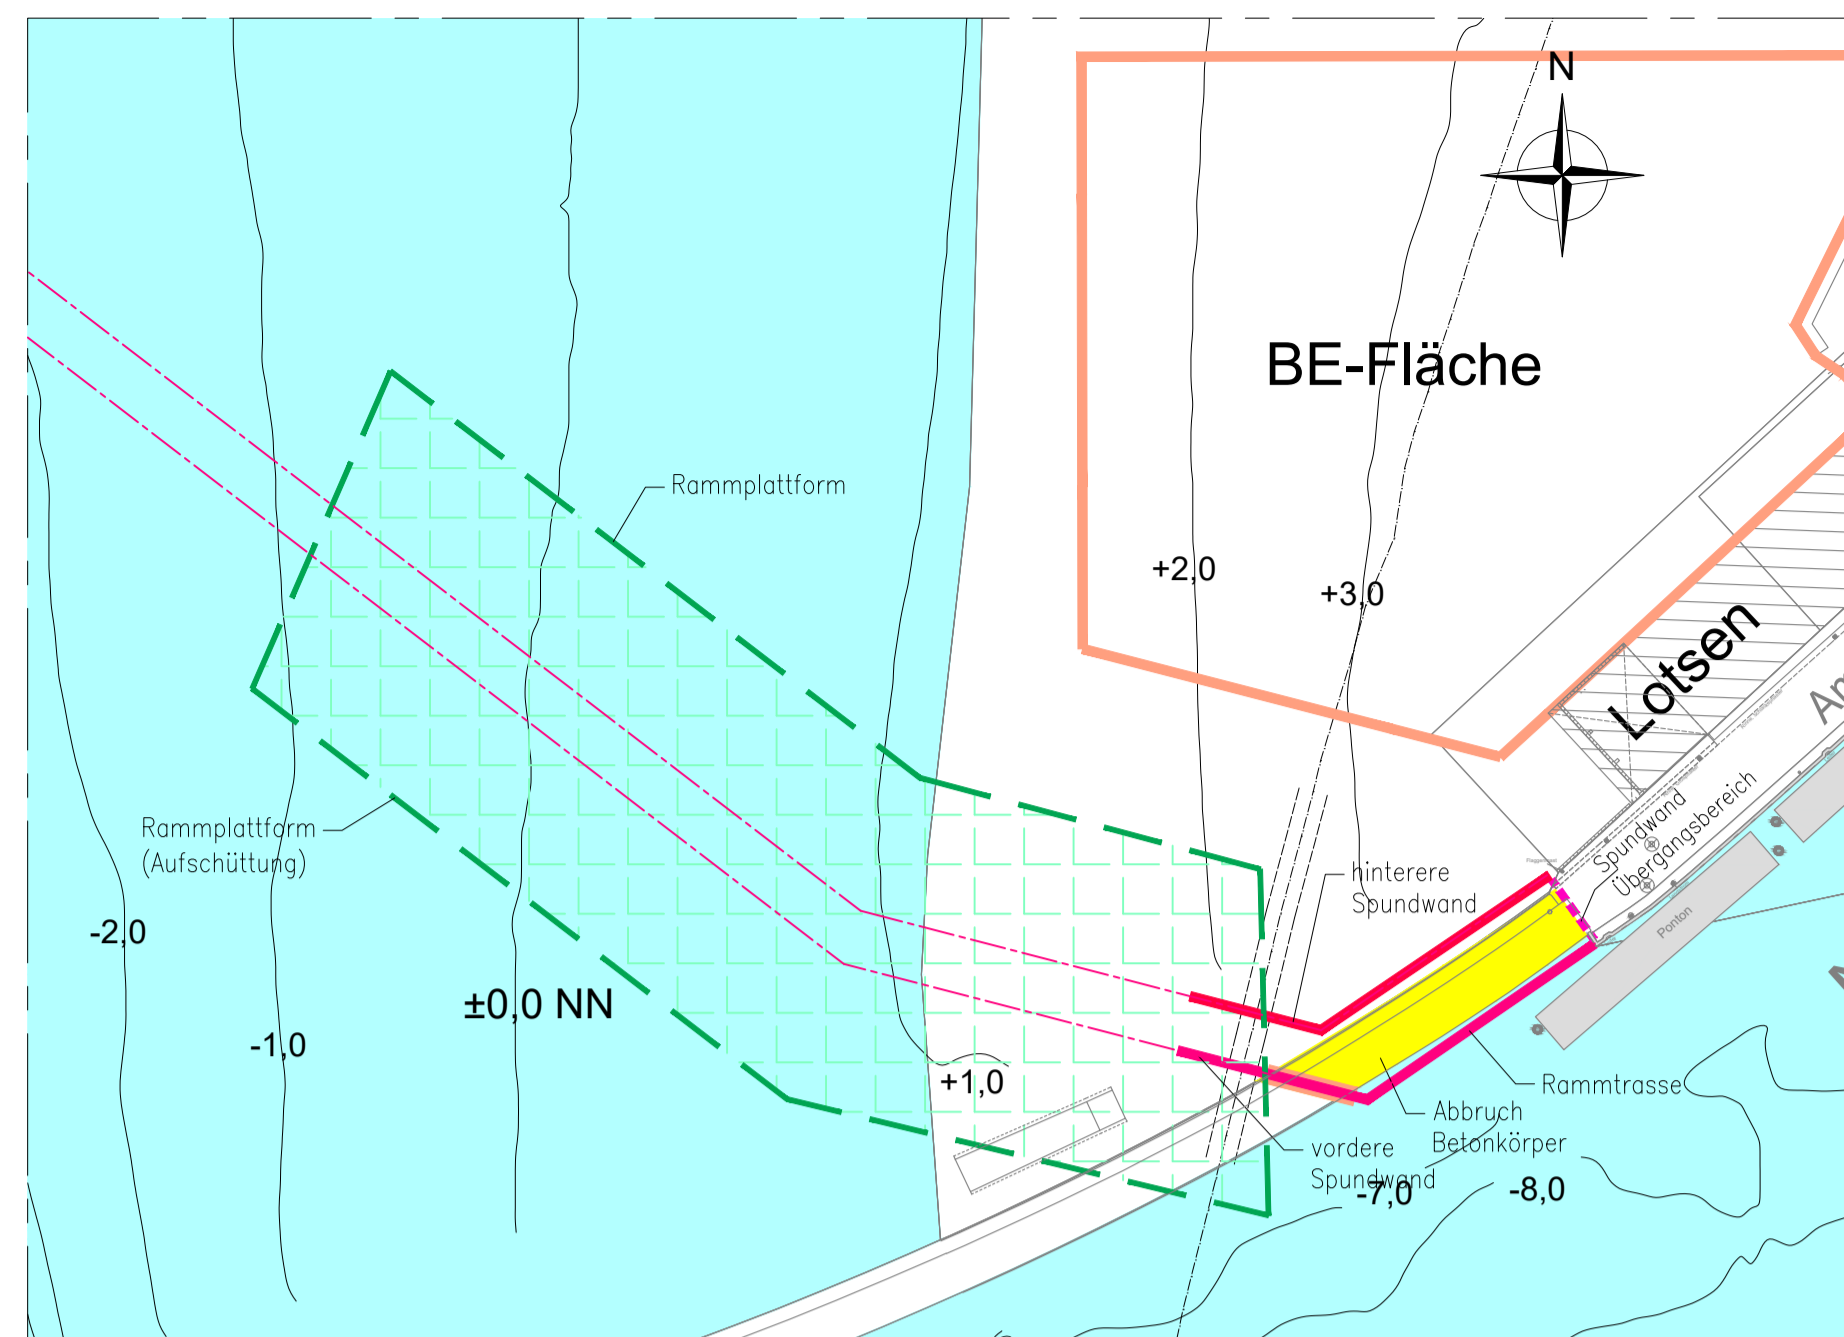 N
BE-Fläche
Rammplattform
+2,0
+3,0
Lotsen
Spundwand
Übergangsbereich
Rammplattform
(Aufschüttung)
hinterere
Spundwand
Ponton
-2,0
±0,0 NN
-1,0
+1,0
Rammtrasse
Abbruch
Betonkörper
vordere
Spundwand
-7,0
-8,0